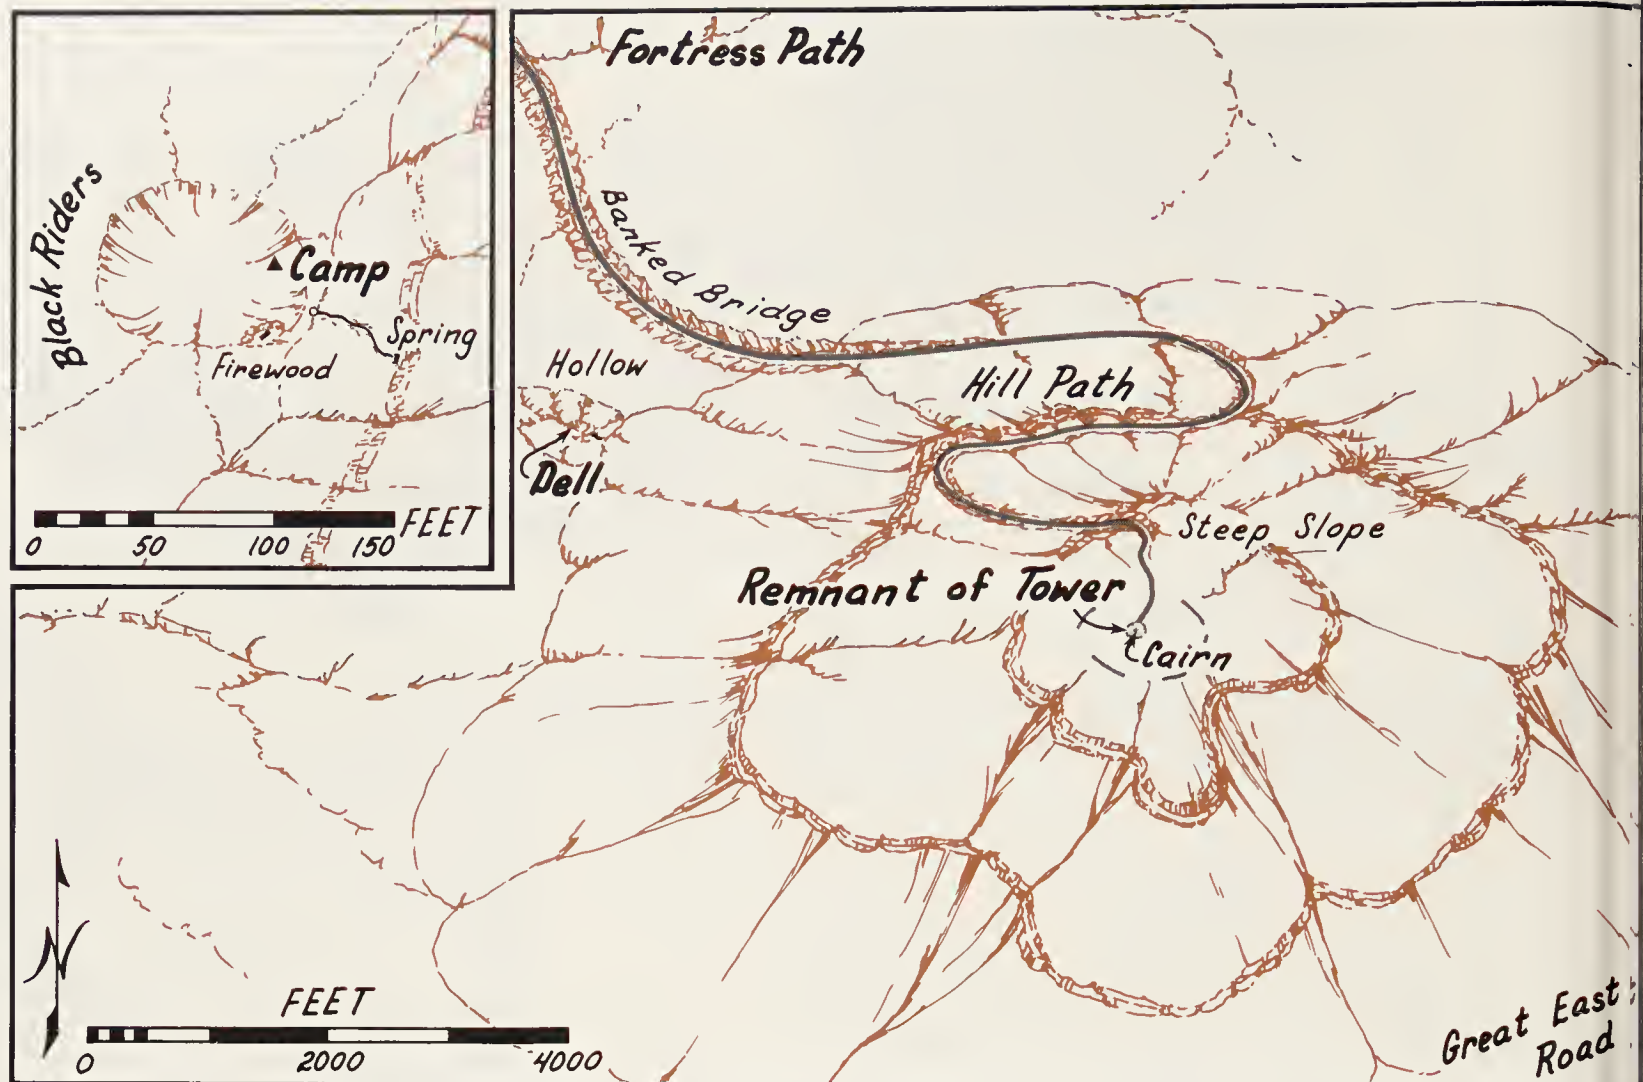 Black Riders
Camp
Spring
Firewood
FEET
0 50 100 150
Fortress Path
Banked Bridge
Hollow
Hill Path
Dell
Steep Slope
Remnant of Tower
Cairn
N
FEET
0 2000 4000
Great East
Road